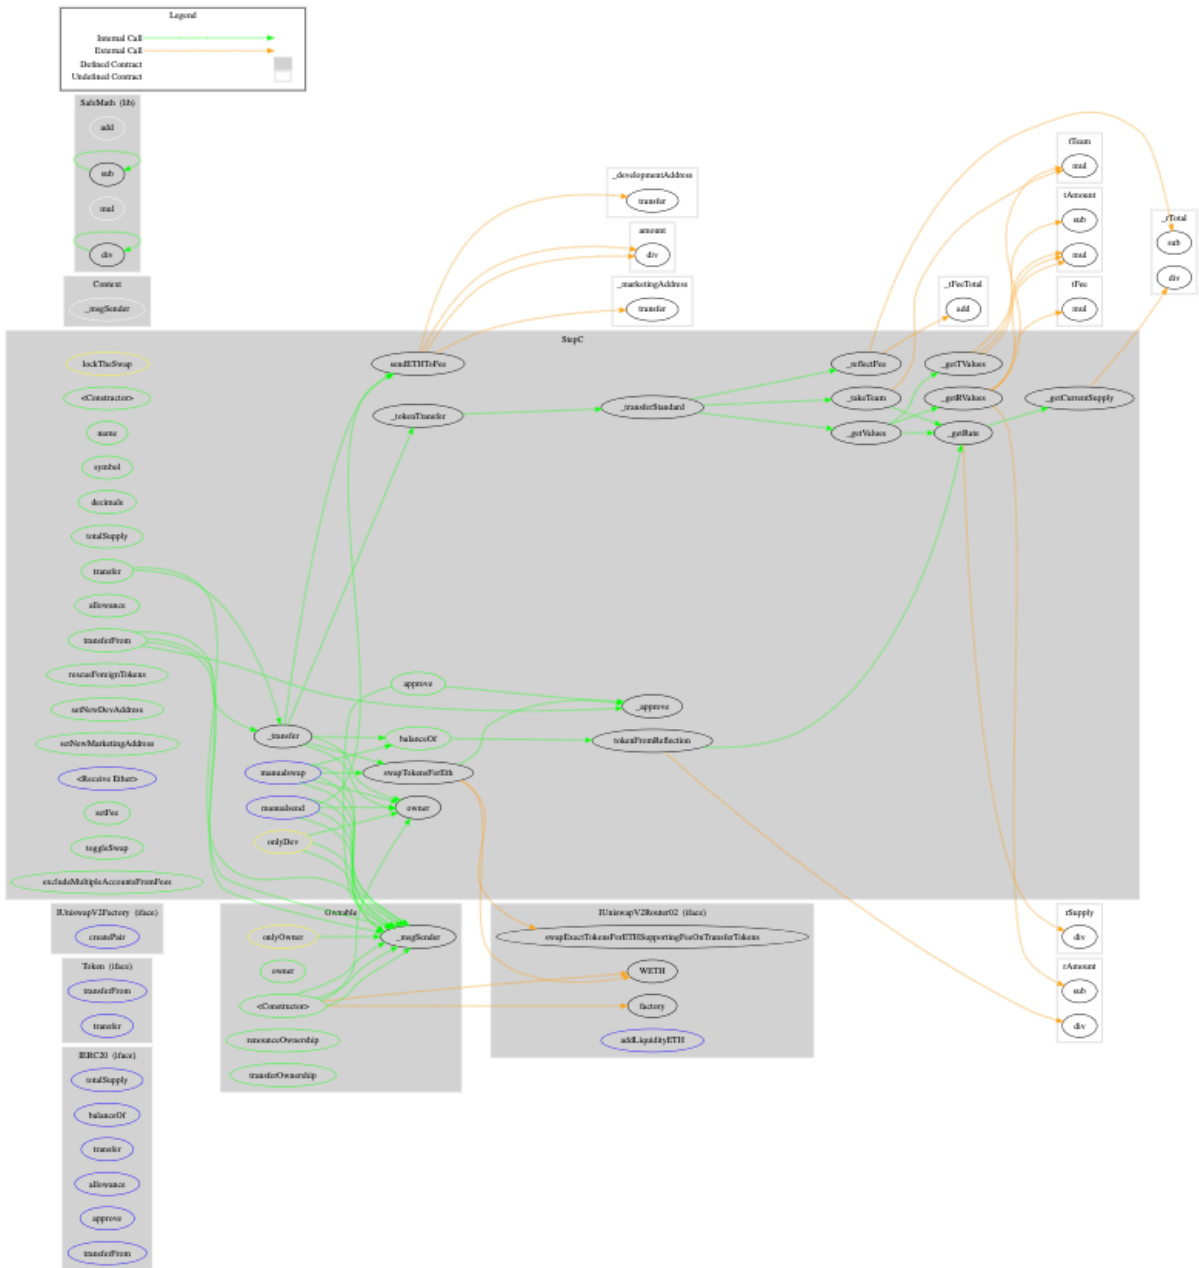 Legend
Internal Call
External Call
Defined Contract
Undefined Contract
SafeMath (lib)
add
sub
mul
div
Context
_msgSender
_developmentAddress
transfer
amount
div
_marketingAddress
transfer
_tFeeTotal
add
tTeam
mul
tAmount
sub
mul
tFee
mul
_rTotal
sub
div
StepC
lockTheSwap
<Constructor>
name
symbol
decimals
totalSupply
transfer
allowance
transferFrom
rescueForeignTokens
setNewDevAddress
setNewMarketingAddress
<Receive Ether>
setFee
toggleSwap
excludeMultipleAccountsFromFees
_transfer
manualswap
manualsend
onlyDev
sendETHToFee
_tokenTransfer
approve
balanceOf
swapTokensForEth
owner
_transferStandard
_approve
tokenFromReflection
_reflectFee
_takeTeam
_getValues
_getTValues
_getRValues
_getRate
_getCurrentSupply
IUniswapV2Factory (iface)
createPair
Token (iface)
transferFrom
transfer
IERC20 (iface)
totalSupply
balanceOf
transfer
allowance
approve
transferFrom
Ownable
onlyOwner
owner
<Constructor>
renounceOwnership
transferOwnership
_msgSender
IUniswapV2Router02 (iface)
swapExactTokensForETHSupportingFeeOnTransferTokens
WETH
factory
addLiquidityETH
rSupply
div
rAmount
sub
div